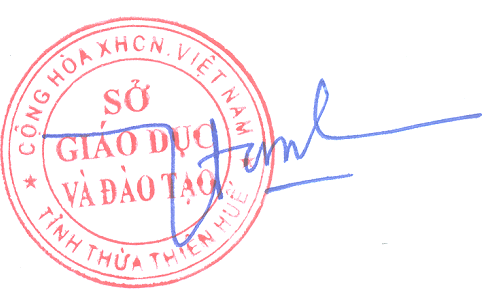 CỘNG HÒA XHCN. VIỆT NAM
SỞ
GIÁO DỤC
VÀ ĐÀO TẠO
★ TỈNH THỪA THIÊN HUẾ ★